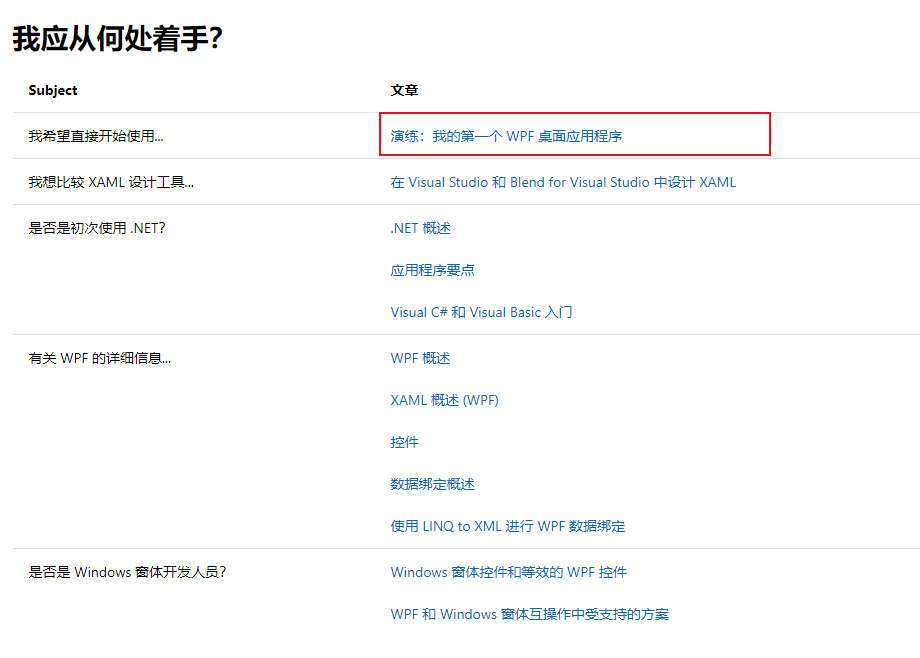 我应从何处着手?
Subject 文章
我希望直接开始使用... 演练：我的第一个 WPF 桌面应用程序
我想比较 XAML 设计工具... 在 Visual Studio 和 Blend for Visual Studio 中设计 XAML
是否是初次使用 .NET? .NET 概述
应用程序要点
Visual C# 和 Visual Basic 入门
有关 WPF 的详细信息... WPF 概述
XAML 概述 (WPF)
控件
数据绑定概述
使用 LINQ to XML 进行 WPF 数据绑定
是否是 Windows 窗体开发人员? Windows 窗体控件和等效的 WPF 控件
WPF 和 Windows 窗体互操作中受支持的方案